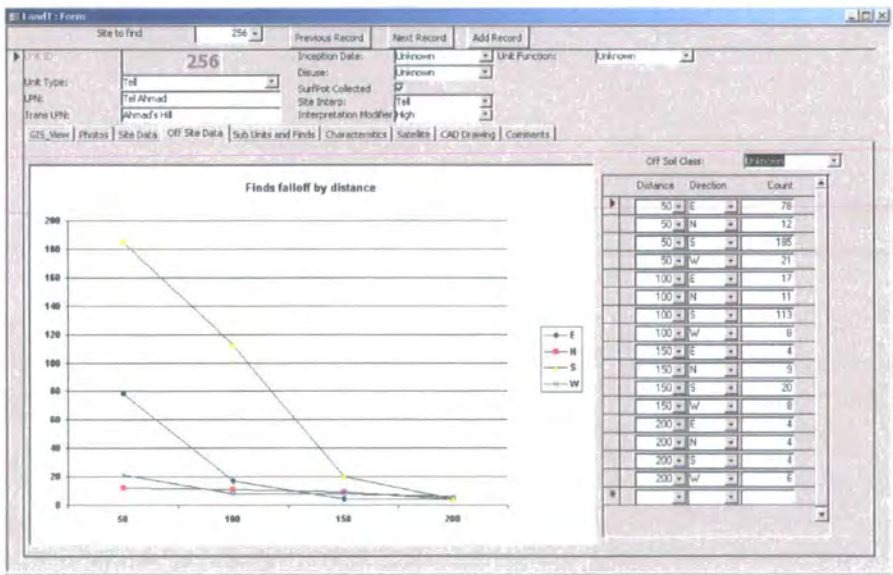 LandIT : Form
Site to find 256 Previous Record Next Record Add Record
Unit ID: 256 Inception Date: Unknown Unit Function: Unknown
Disuse: Unknown
Unit Type: Tell SurfPot Collected
LPN: Tel Ahmad Site Interp: Tell
Trans LPN: Ahmad's Hill Interpretation Modifier High
GIS_View Photos Site Data Off Site Data Sub Units and Finds Characteristics Satellite CAD Drawing Comments
Off Soil Class: Unknown
Finds falloff by distance
200
180
160
140
120
100
80
60
40
20
0
50 100 150 200
E
N
S
W
Distance Direction Count
50 E 78
50 N 12
50 S 185
50 W 21
100 E 17
100 N 11
100 S 113
100 W 8
150 E 4
150 N 9
150 S 20
150 W 8
200 E 4
200 N 4
200 S 4
200 W 6